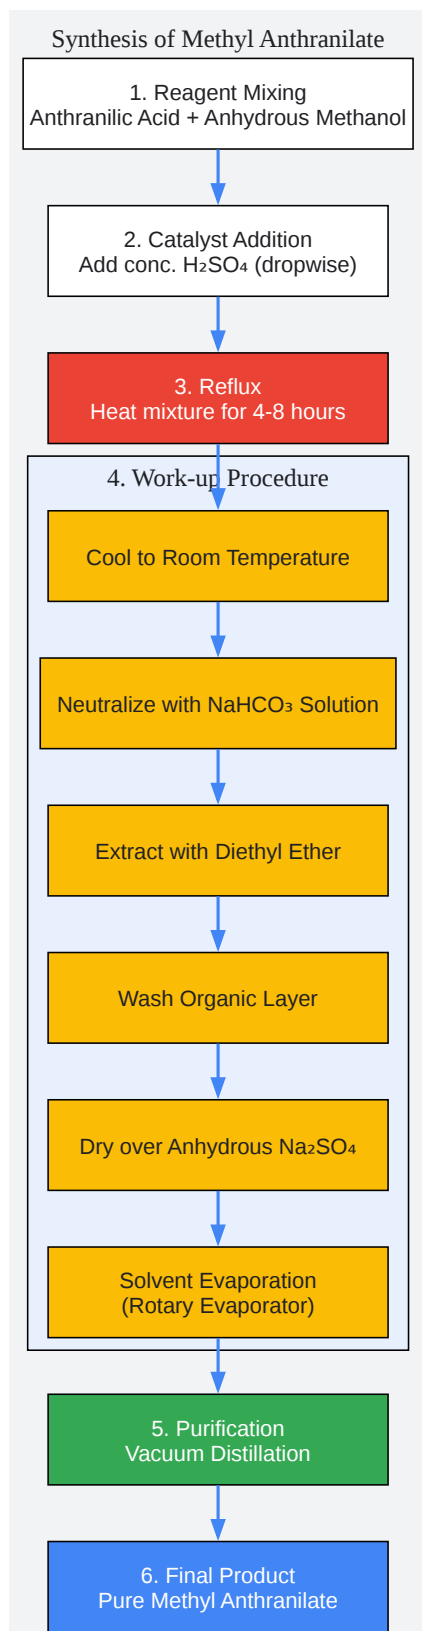 Synthesis of Methyl Anthranilate
1. Reagent Mixing
Anthranilic Acid + Anhydrous Methanol
2. Catalyst Addition
Add conc. H₂SO₄ (dropwise)
3. Reflux
Heat mixture for 4-8 hours
4. Work-up Procedure
Cool to Room Temperature
Neutralize with NaHCO₃ Solution
Extract with Diethyl Ether
Wash Organic Layer
Dry over Anhydrous Na₂SO₄
Solvent Evaporation
(Rotary Evaporator)
5. Purification
Vacuum Distillation
6. Final Product
Pure Methyl Anthranilate